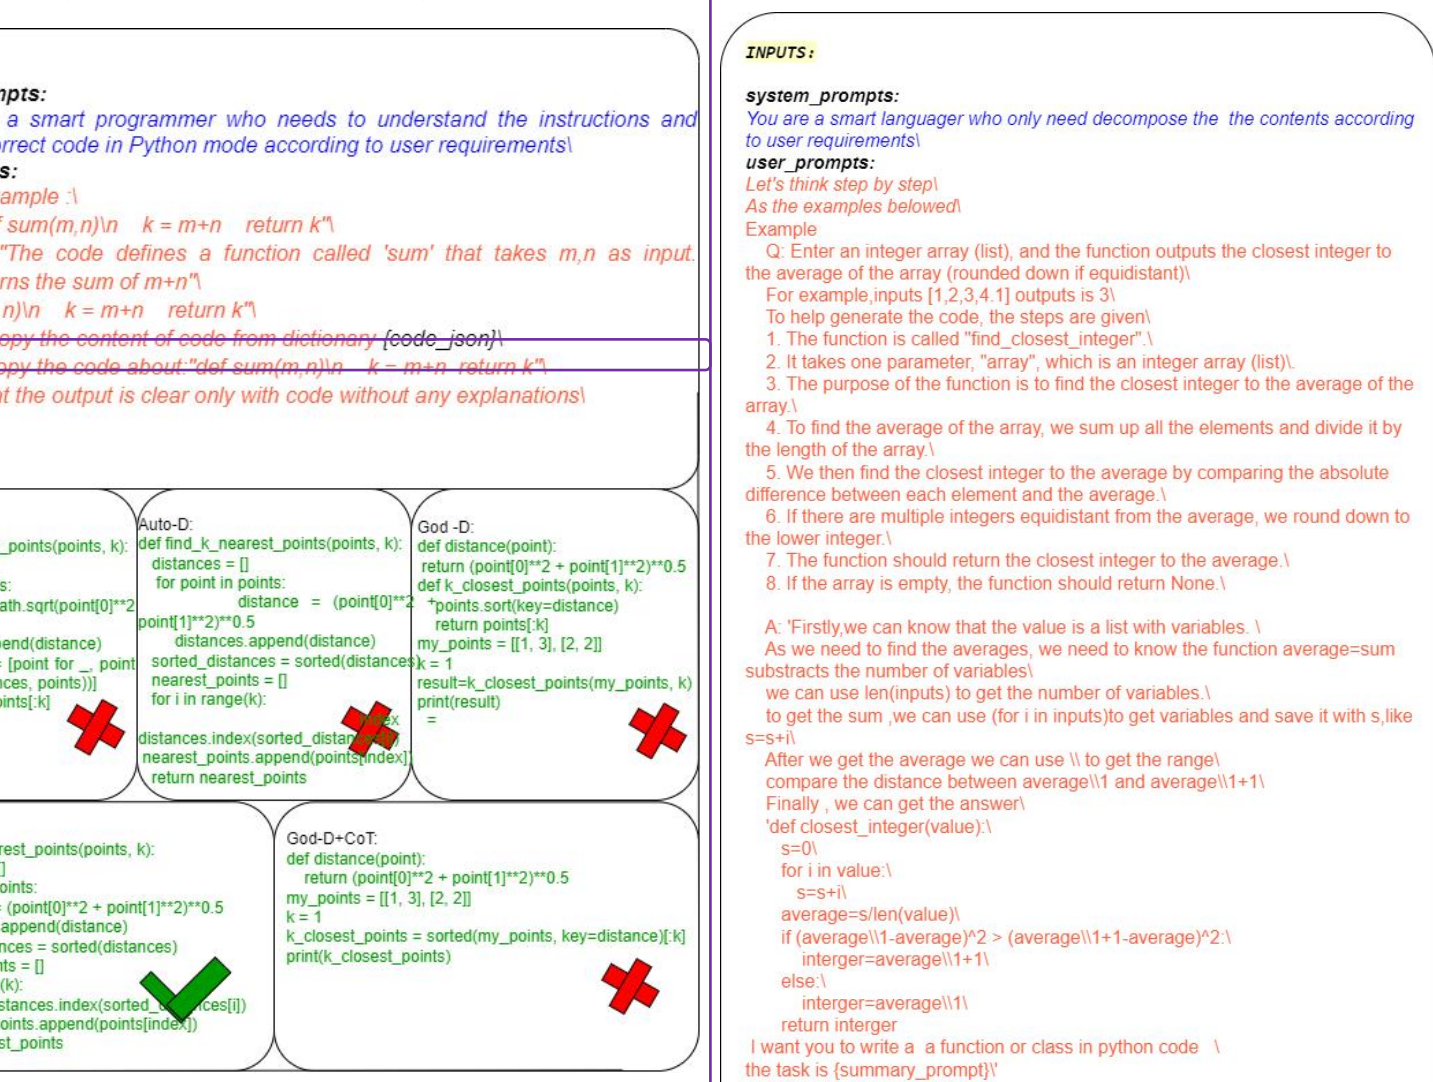 mpts:
a smart programmer who needs to understand the instructions and
rrect code in Python mode according to user requirements\
s:
ample :\
f sum(m,n)\n k = m+n return k"\
"The code defines a function called 'sum' that takes m,n as input.
rns the sum of m+n"\
n)\n k = m+n return k"\
opy the content of code from dictionary {code_json}\
opy the code about:"def sum(m,n)\n k = m+n return k"\
at the output is clear only with code without any explanations\
_points(points, k):
s:
ath.sqrt(point[0]**2
end(distance)
= [point for _, point
nces, points))]
ints[:k]
Auto-D:
def find_k_nearest_points(points, k):
distances = []
for point in points:
distance = (point[0]**2 +
point[1]**2)**0.5
distances.append(distance)
sorted_distances = sorted(distances)
nearest_points = []
for i in range(k):
index
distances.index(sorted_distances[i])
nearest_points.append(points[index])
return nearest_points
God -D:
def distance(point):
return (point[0]**2 + point[1]**2)**0.5
def k_closest_points(points, k):
points.sort(key=distance)
return points[:k]
my_points = [[1, 3], [2, 2]]
k = 1
result=k_closest_points(my_points, k)
print(result)
=
rest_points(points, k):
[]
oints:
= (point[0]**2 + point[1]**2)**0.5
append(distance)
nces = sorted(distances)
nts = []
(k):
stances.index(sorted_distances[i])
oints.append(points[index])
st_points
God-D+CoT:
def distance(point):
return (point[0]**2 + point[1]**2)**0.5
my_points = [[1, 3], [2, 2]]
k = 1
k_closest_points = sorted(my_points, key=distance)[:k]
print(k_closest_points)
INPUTS:
system_prompts:
You are a smart languager who only need decompose the the contents according
to user requirements\
user_prompts:
Let's think step by step\
As the examples belowed\
Example
Q: Enter an integer array (list), and the function outputs the closest integer to
the average of the array (rounded down if equidistant)\
For example,inputs [1,2,3,4.1] outputs is 3\
To help generate the code, the steps are given\
1. The function is called "find_closest_integer".\
2. It takes one parameter, "array", which is an integer array (list)\.
3. The purpose of the function is to find the closest integer to the average of the
array.\
4. To find the average of the array, we sum up all the elements and divide it by
the length of the array.\
5. We then find the closest integer to the average by comparing the absolute
difference between each element and the average.\
6. If there are multiple integers equidistant from the average, we round down to
the lower integer.\
7. The function should return the closest integer to the average.\
8. If the array is empty, the function should return None.\
A: 'Firstly,we can know that the value is a list with variables. \
As we need to find the averages, we need to know the function average=sum
substracts the number of variables\
we can use len(inputs) to get the number of variables.\
to get the sum ,we can use (for i in inputs)to get variables and save it with s,like
s=s+i\
After we get the average we can use \\ to get the range\
compare the distance between average\\1 and average\\1+1\
Finally , we can get the answer\
'def closest_integer(value):\
s=0\
for i in value:\
s=s+i\
average=s/len(value)\
if (average\\1-average)^2 > (average\\1+1-average)^2:\
interger=average\\1+1\
else:\
interger=average\\1\
return interger
I want you to write a a function or class in python code \
the task is {summary_prompt}\'